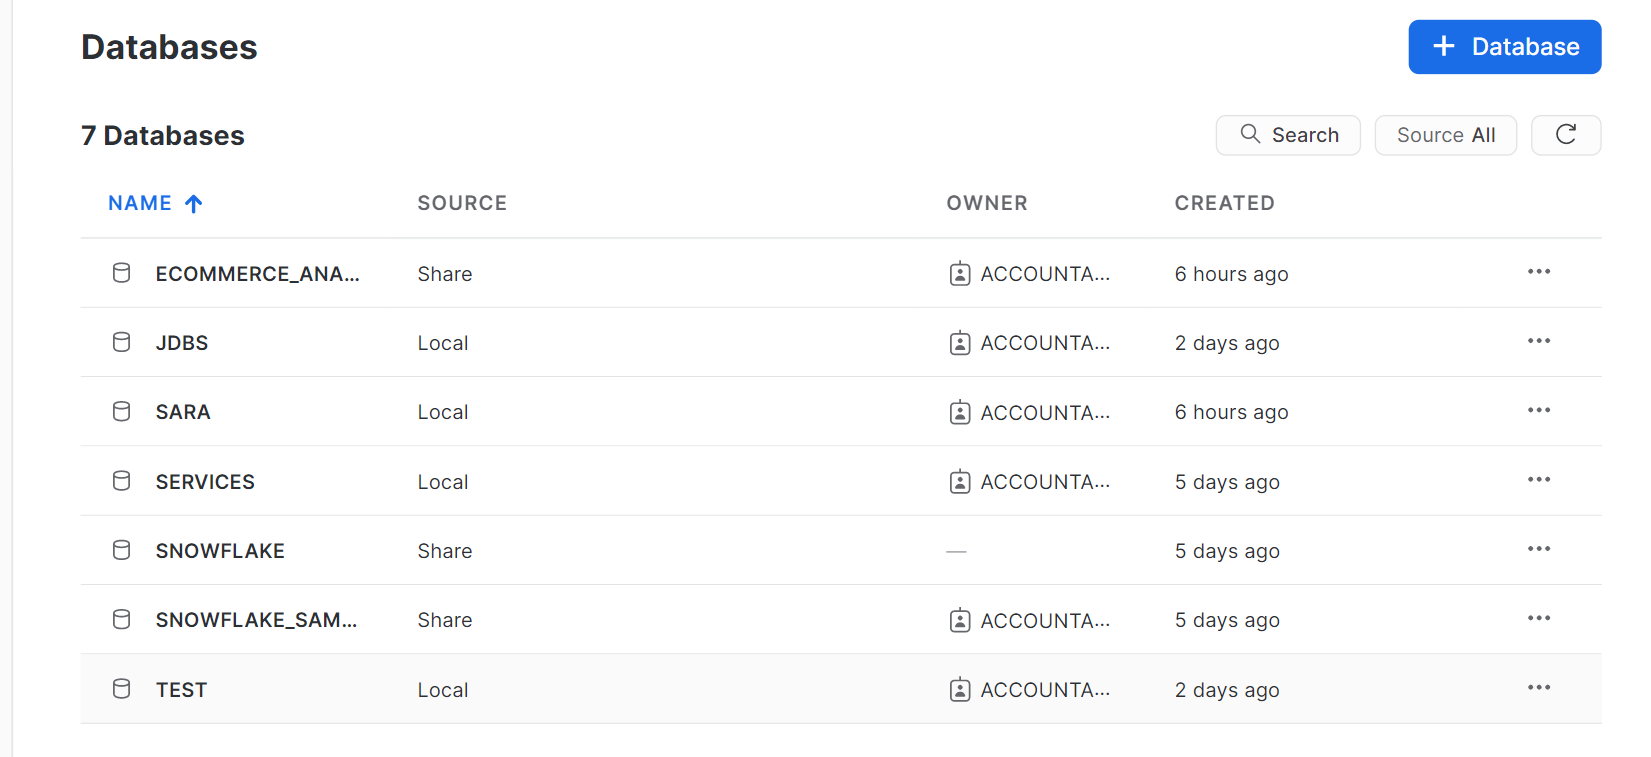 Databases
+ Database
7 Databases
Search
Source All
NAME SOURCE OWNER CREATED
ECOMMERCE_ANA... Share ACCOUNTA... 6 hours ago
JDBS Local ACCOUNTA... 2 days ago
SARA Local ACCOUNTA... 6 hours ago
SERVICES Local ACCOUNTA... 5 days ago
SNOWFLAKE Share — 5 days ago
SNOWFLAKE_SAM... Share ACCOUNTA... 5 days ago
TEST Local ACCOUNTA... 2 days ago